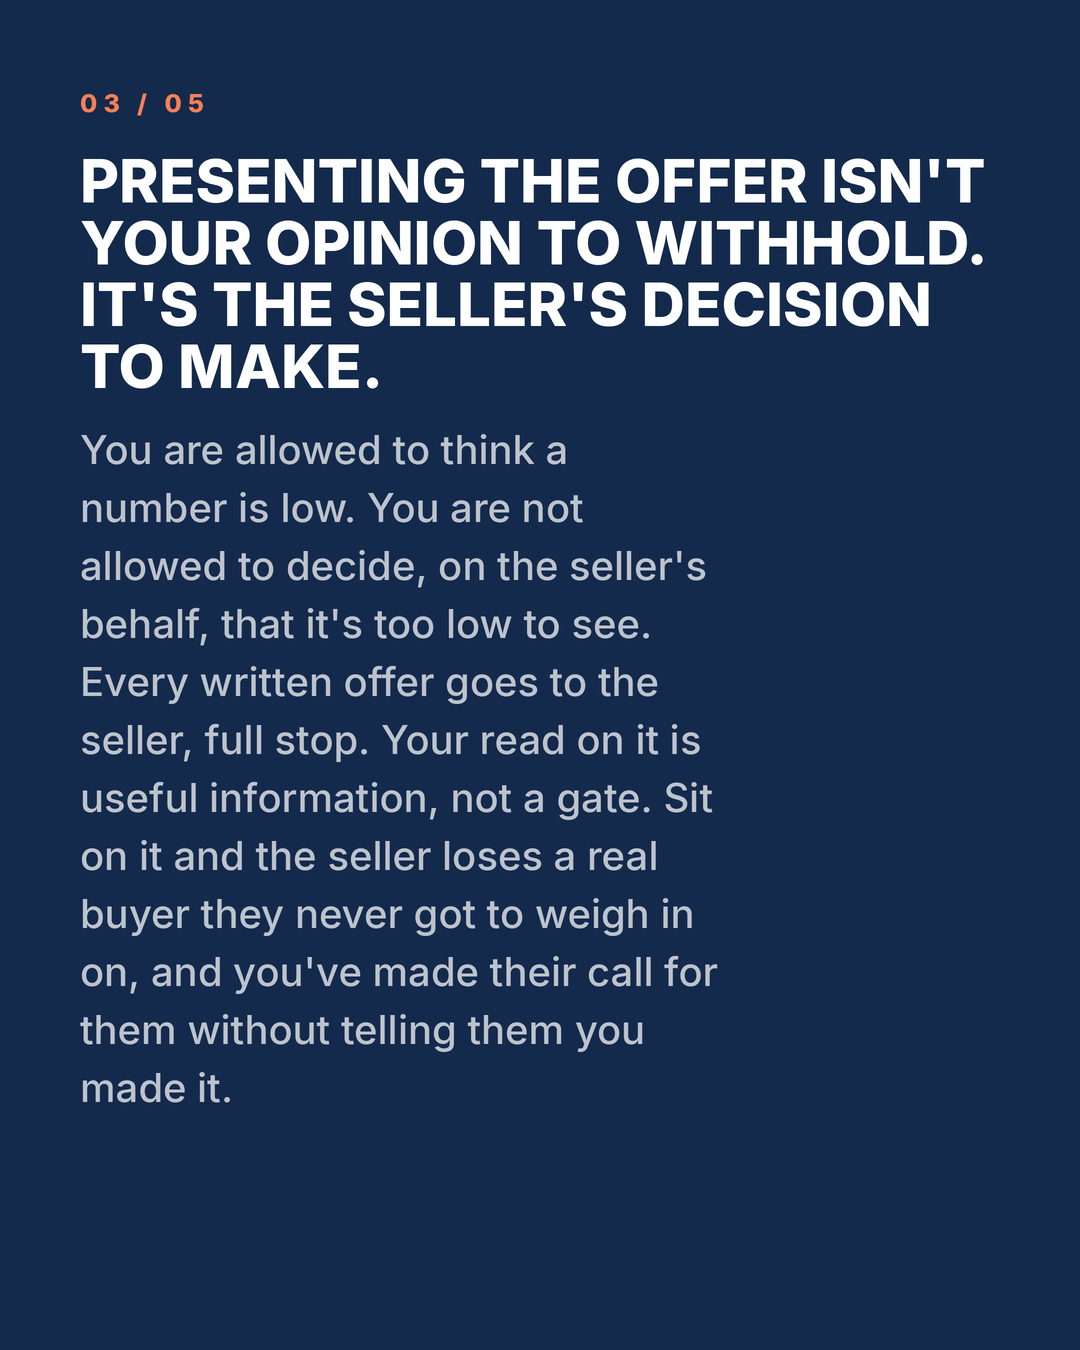 03 / 05
PRESENTING THE OFFER ISN'T
YOUR OPINION TO WITHHOLD.
IT'S THE SELLER'S DECISION
TO MAKE.
You are allowed to think a
number is low. You are not
allowed to decide, on the seller's
behalf, that it's too low to see.
Every written offer goes to the
seller, full stop. Your read on it is
useful information, not a gate. Sit
on it and the seller loses a real
buyer they never got to weigh in
on, and you've made their call for
them without telling them you
made it.